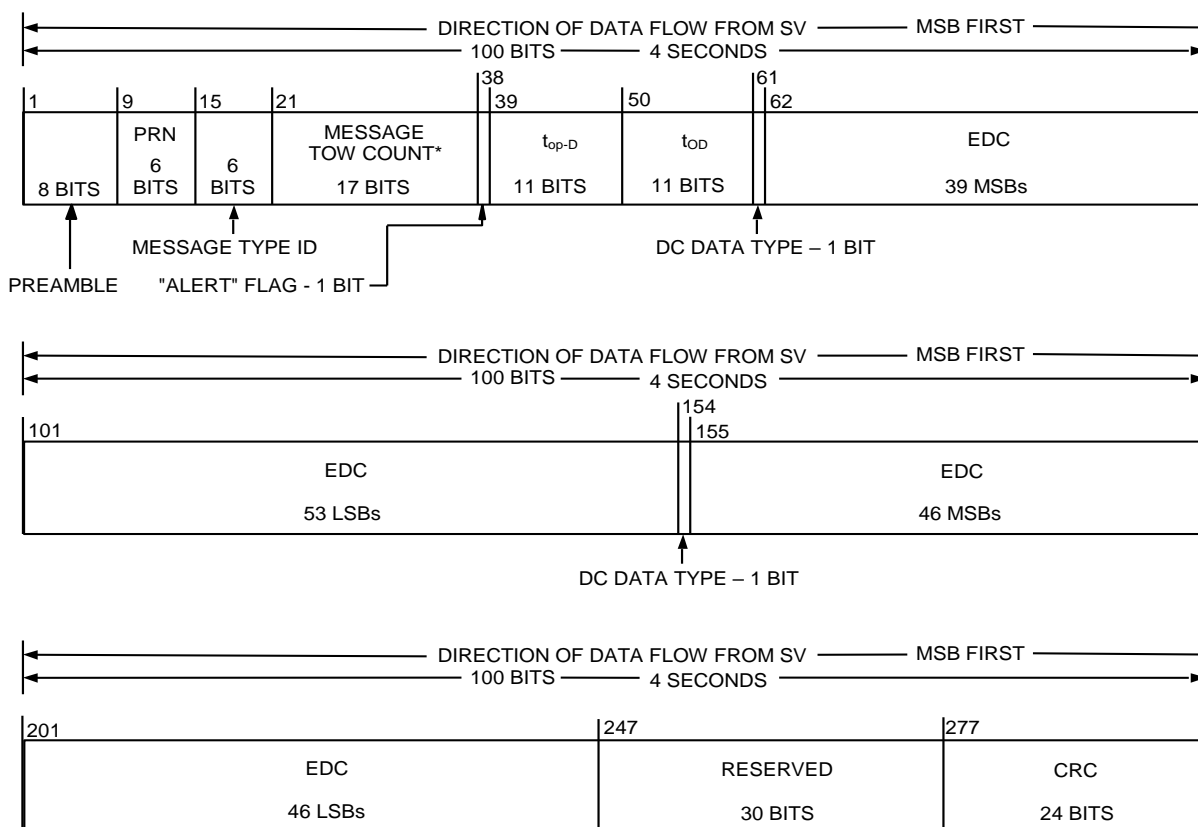 DIRECTION OF DATA FLOW FROM SV MSB FIRST
100 BITS 4 SECONDS
38 61
1 9 15 21 39 50 62
PRN MESSAGE t_op-D t_OD EDC
TOW COUNT*
6 6
8 BITS BITS BITS 17 BITS 11 BITS 11 BITS 39 MSBs
MESSAGE TYPE ID DC DATA TYPE – 1 BIT
PREAMBLE "ALERT" FLAG - 1 BIT
DIRECTION OF DATA FLOW FROM SV MSB FIRST
100 BITS 4 SECONDS
154
101 155
EDC EDC
53 LSBs 46 MSBs
DC DATA TYPE – 1 BIT
DIRECTION OF DATA FLOW FROM SV MSB FIRST
100 BITS 4 SECONDS
201 247 277
EDC RESERVED CRC
46 LSBs 30 BITS 24 BITS